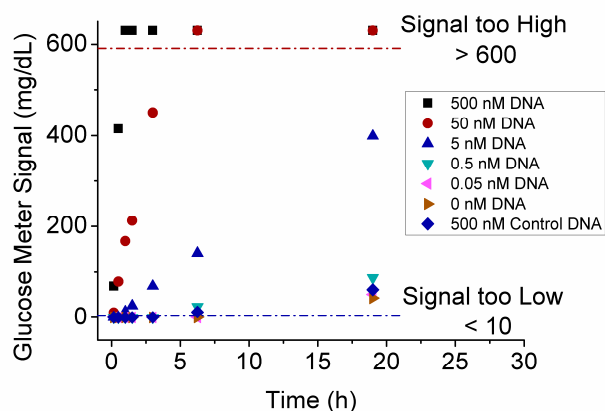 Glucose Meter Signal (mg/dL)
600
400
200
0
0
5
10
15
20
25
30
Time (h)
Signal too High
> 600
500 nM DNA
50 nM DNA
5 nM DNA
0.5 nM DNA
0.05 nM DNA
0 nM DNA
500 nM Control DNA
Signal too Low
< 10